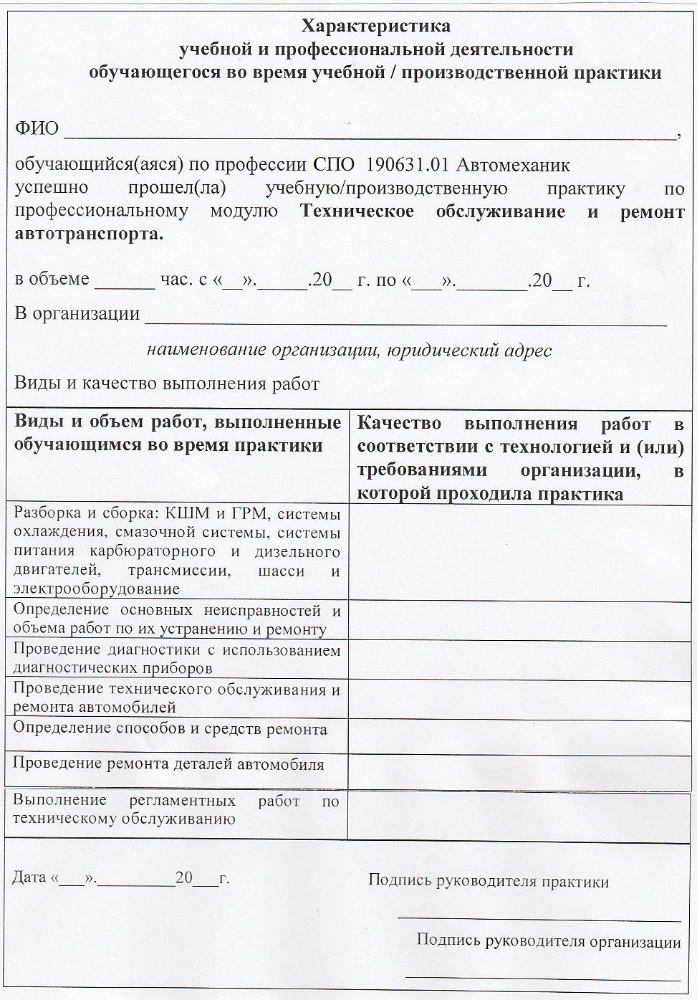 Характеристика
учебной и профессиональной деятельности
обучающегося во время учебной / производственной практики
ФИО ______________________________,
обучающийся(аяся) по профессии СПО 190631.01 Автомеханик
успешно прошел(ла) учебную/производственную практику по
профессиональному модулю Техническое обслуживание и ремонт
автотранспорта.
в объеме ______ час. с «__»._____.20__ г. по «___»._______.20__ г.
В организации ______________________________
наименование организации, юридический адрес
Виды и качество выполнения работ
Виды и объем работ, выполненные
обучающимся во время практики
Качество выполнения работ в
соответствии с технологией и (или)
требованиями организации, в
которой проходила практика
Разборка и сборка: КШМ и ГРМ, системы
охлаждения, смазочной системы, системы
питания карбюраторного и дизельного
двигателей, трансмиссии, шасси и
электрооборудование
Определение основных неисправностей и
объема работ по их устранению и ремонту
Проведение диагностики с использованием
диагностических приборов
Проведение технического обслуживания и
ремонта автомобилей
Определение способов и средств ремонта
Проведение ремонта деталей автомобиля
Выполнение регламентных работ по
техническому обслуживанию
Дата «___»._________20___г.
Подпись руководителя практики
______________________________
Подпись руководителя организации
______________________________